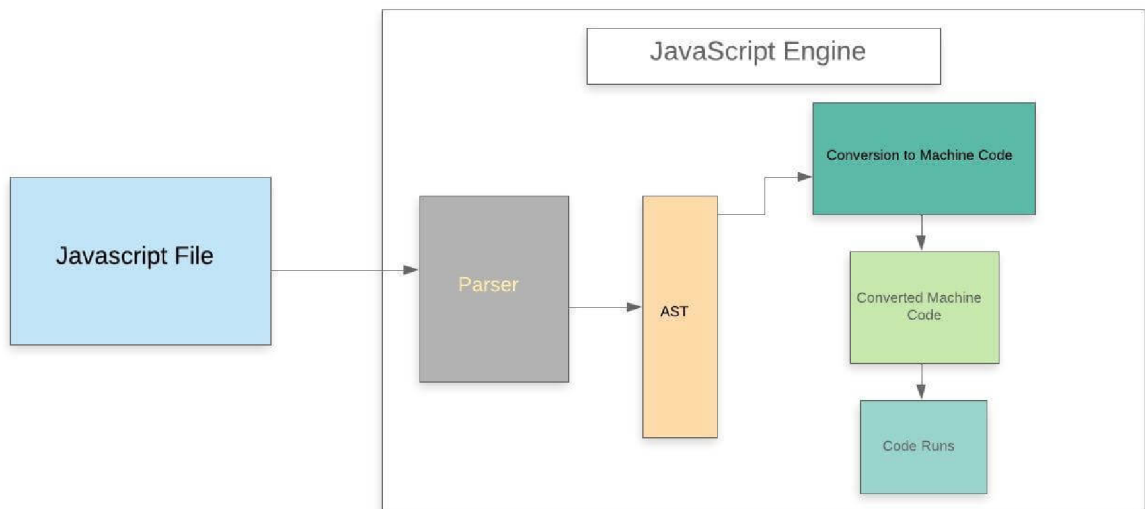 JavaScript Engine
Javascript File
Parser
AST
Conversion to Machine Code
Converted Machine
Code
Code Runs